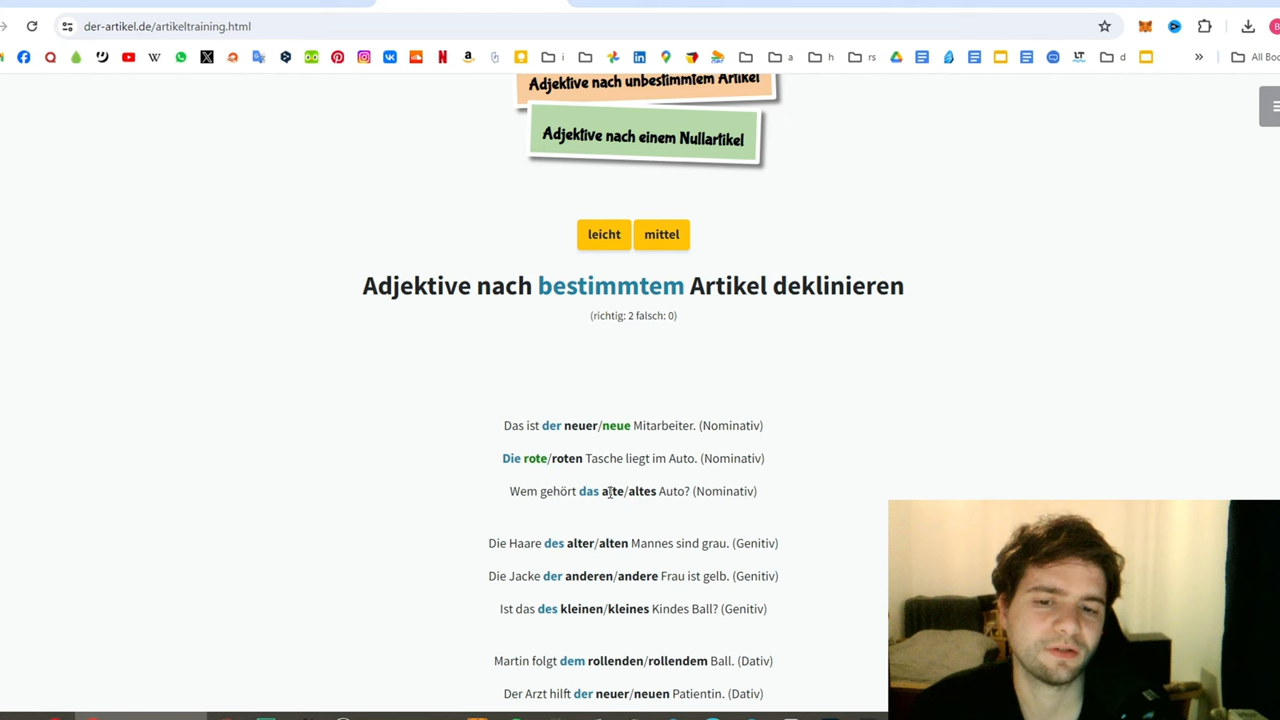 der-artikel.de/artikeltraining.html
i
a
h
rs
d
All Bo
Adjektive nach unbestimmtem Artikel
Adjektive nach einem Nullartikel
leicht mittel
Adjektive nach bestimmtem Artikel deklinieren
(richtig: 2 falsch: 0)
Das ist der neuer/neue Mitarbeiter. (Nominativ)
Die rote/roten Tasche liegt im Auto. (Nominativ)
Wem gehört das alte/altes Auto? (Nominativ)
Die Haare des alter/alten Mannes sind grau. (Genitiv)
Die Jacke der anderen/andere Frau ist gelb. (Genitiv)
Ist das des kleinen/kleines Kindes Ball? (Genitiv)
Martin folgt dem rollenden/rollendem Ball. (Dativ)
Der Arzt hilft der neuer/neuen Patientin. (Dativ)